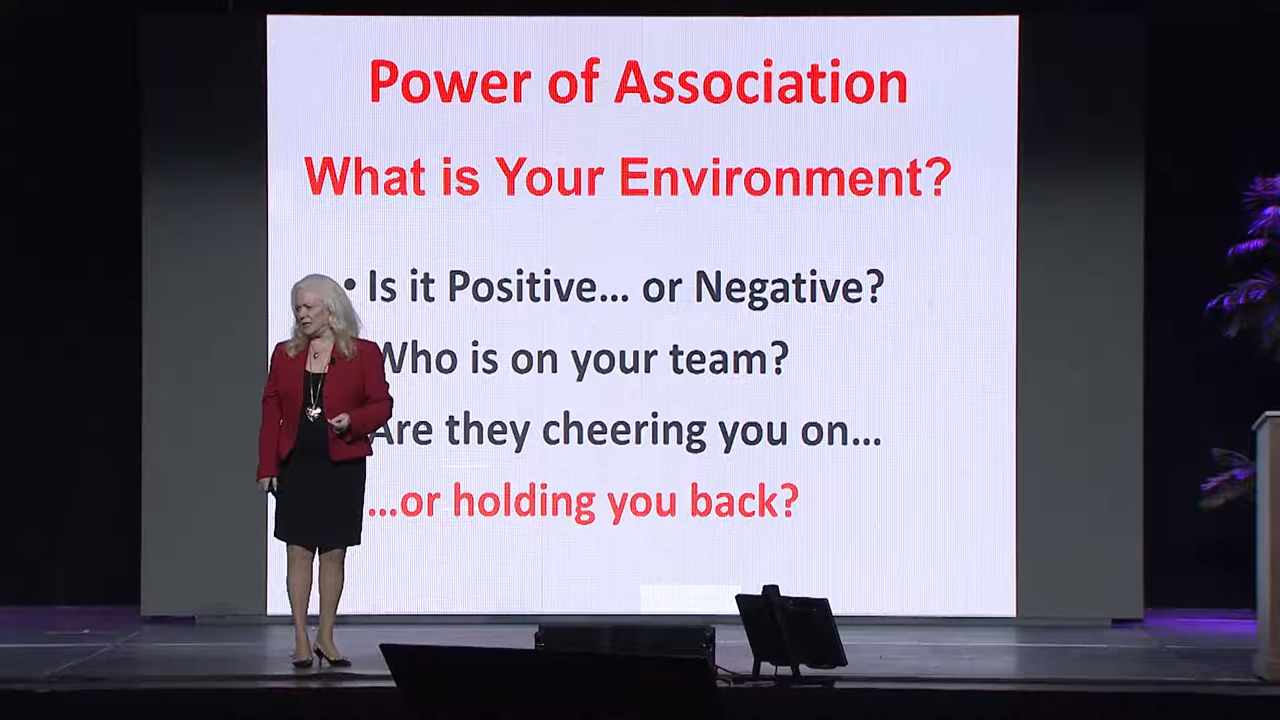 Power of Association
What is Your Environment?
• Is it Positive... or Negative?
Who is on your team?
Are they cheering you on...
...or holding you back?